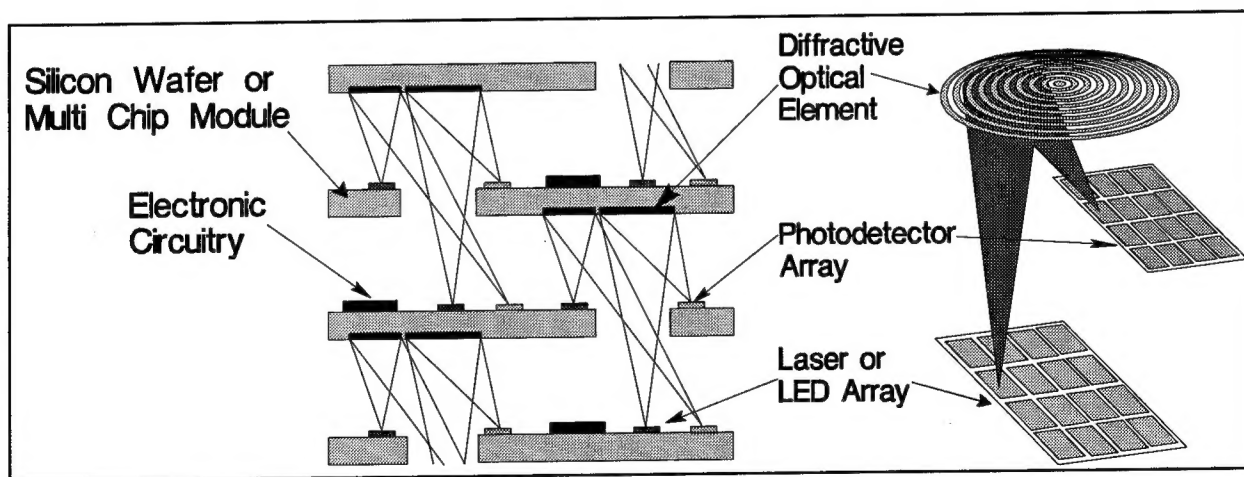 Silicon Wafer or
Multi Chip Module
Electronic
Circuitry
Diffractive
Optical
Element
Photodetector
Array
Laser or
LED Array